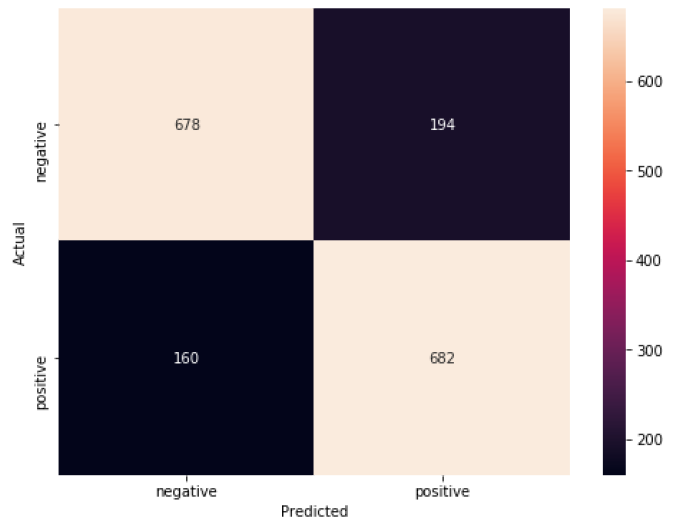 678
194
160
682
negative
positive
Actual
negative
positive
Predicted
600
500
400
300
200